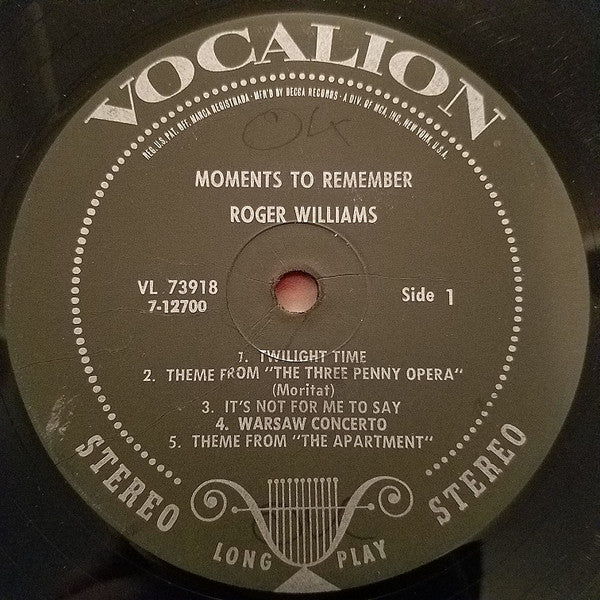 VOCALION
REG. U.S. PAT. OFF. MARCA REGISTRADA • MFR'D BY DECCA RECORDS • A DIV. OF MCA, INC., NEW YORK, U.S.A.
OK
MOMENTS TO REMEMBER
ROGER WILLIAMS
VL 73918
7-12700
Side 1
1. TWILIGHT TIME
2. THEME FROM "THE THREE PENNY OPERA"
(Moritat)
3. IT'S NOT FOR ME TO SAY
4. WARSAW CONCERTO
5. THEME FROM "THE APARTMENT"
STEREO
LONG PLAY
STEREO